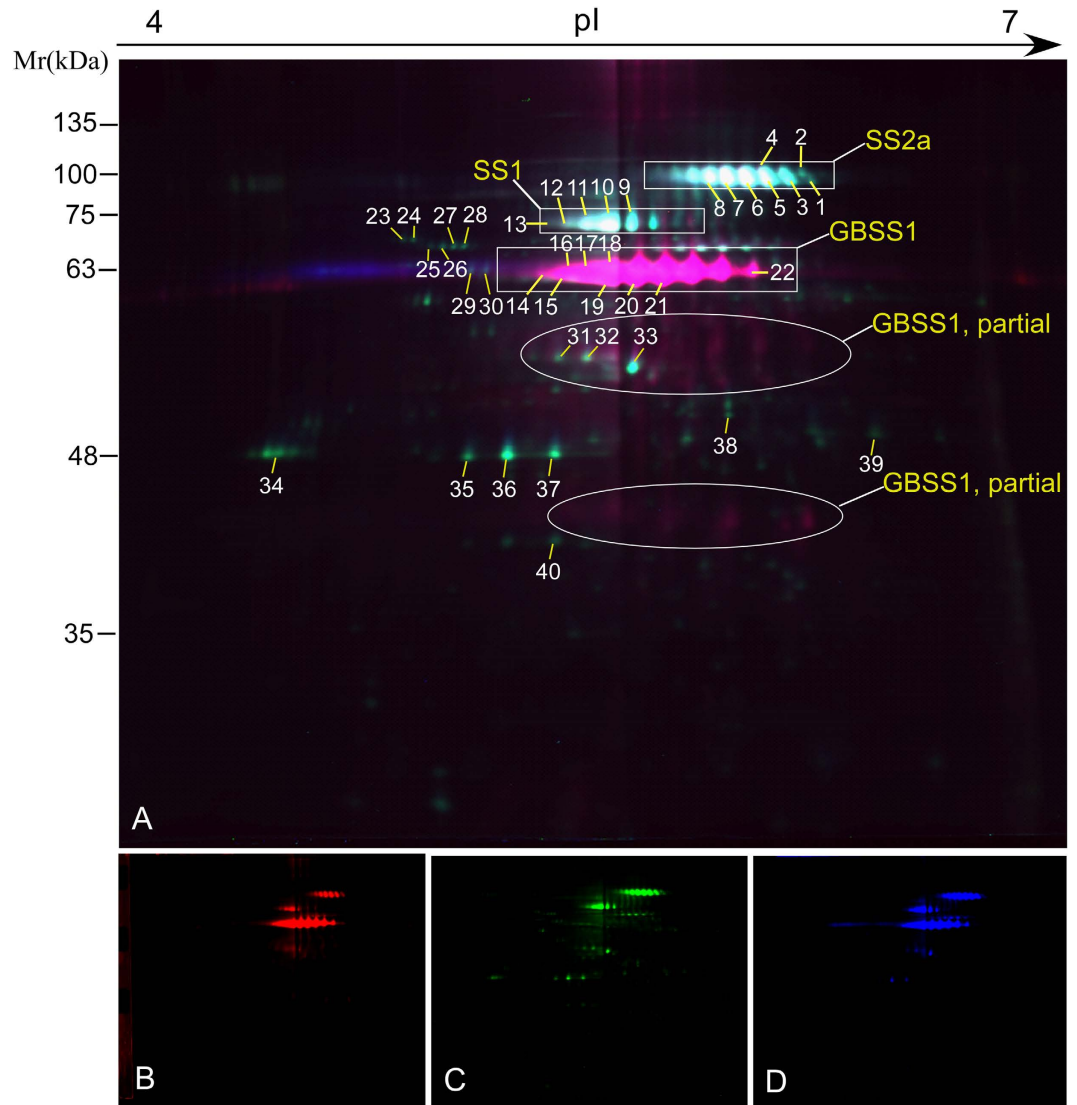 4 pI 7
Mr(kDa)
135
4 2 SS2a
100
SS1
12 11 10 9
8 7 6 5 3 1
75
13
23 24 27 28
GBSS1
16 17 18
63
25 26
22
29 30 14 15 19 20 21
GBSS1, partial
31 32 33
38
48
39
34 35 36 37
GBSS1, partial
40
35
A
B C D